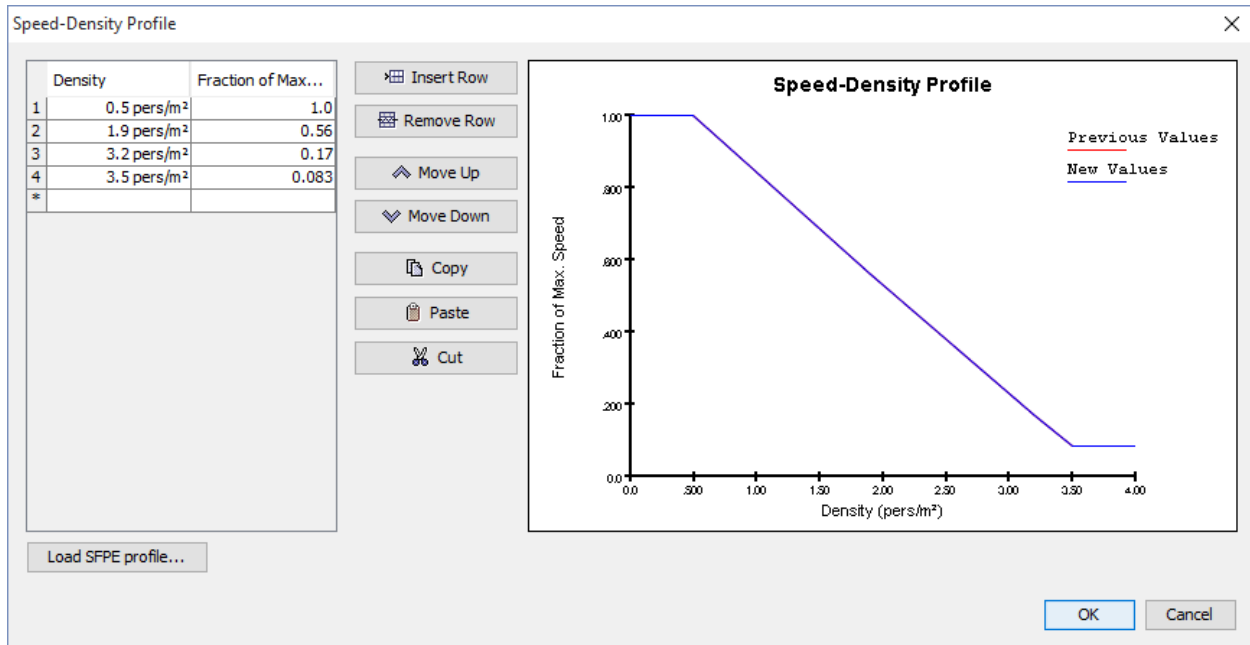 Speed-Density Profile
Density Fraction of Max...
1 0.5 pers/m² 1.0
2 1.9 pers/m² 0.56
3 3.2 pers/m² 0.17
4 3.5 pers/m² 0.083
*
Insert Row
Remove Row
Move Up
Move Down
Copy
Paste
Cut
Load SFPE profile...
Speed-Density Profile
Previous Values
New Values
Fraction of Max. Speed
1.00
.800
.600
.400
.200
0.0
0.0 .500 1.00 1.50 2.00 2.50 3.00 3.50 4.00
Density (pers/m²)
OK Cancel